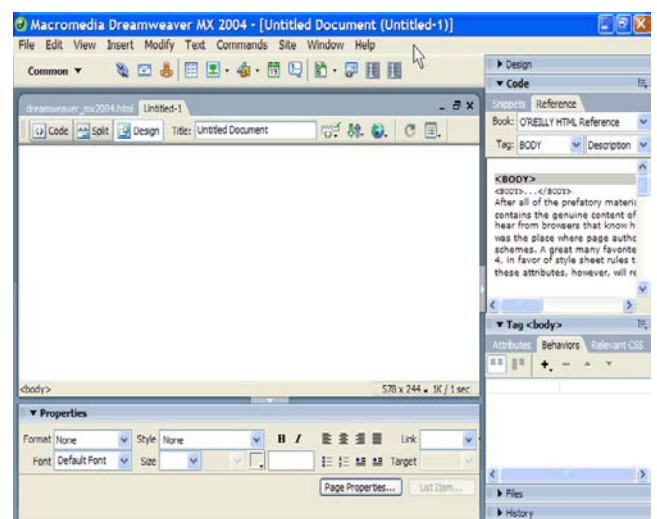 Macromedia Dreamweaver MX 2004 - [Untitled Document (Untitled-1)]
File Edit View Insert Modify Text Commands Site Window Help
Common
Design
Code
dreamweaver_mx2004.html Untitled-1
Snippets Reference
Book: O'REILLY HTML Reference
Code Split Design Title: Untitled Document
Tag: BODY Description
<BODY>
<BODY>...</BODY>
After all of the prefatory materia
contains the genuine content of
hear from browsers that know h
was the place where page autho
schemes. A great many favorite
4, in favor of style sheet rules t
these attributes, however, will re
Tag <body>
Attributes Behaviors Relevant CSS
<body> 578 x 244 1K / 1 sec
Properties
Format None Style None B I Link
Font Default Font Size Target
Page Properties... List Item...
Files
History